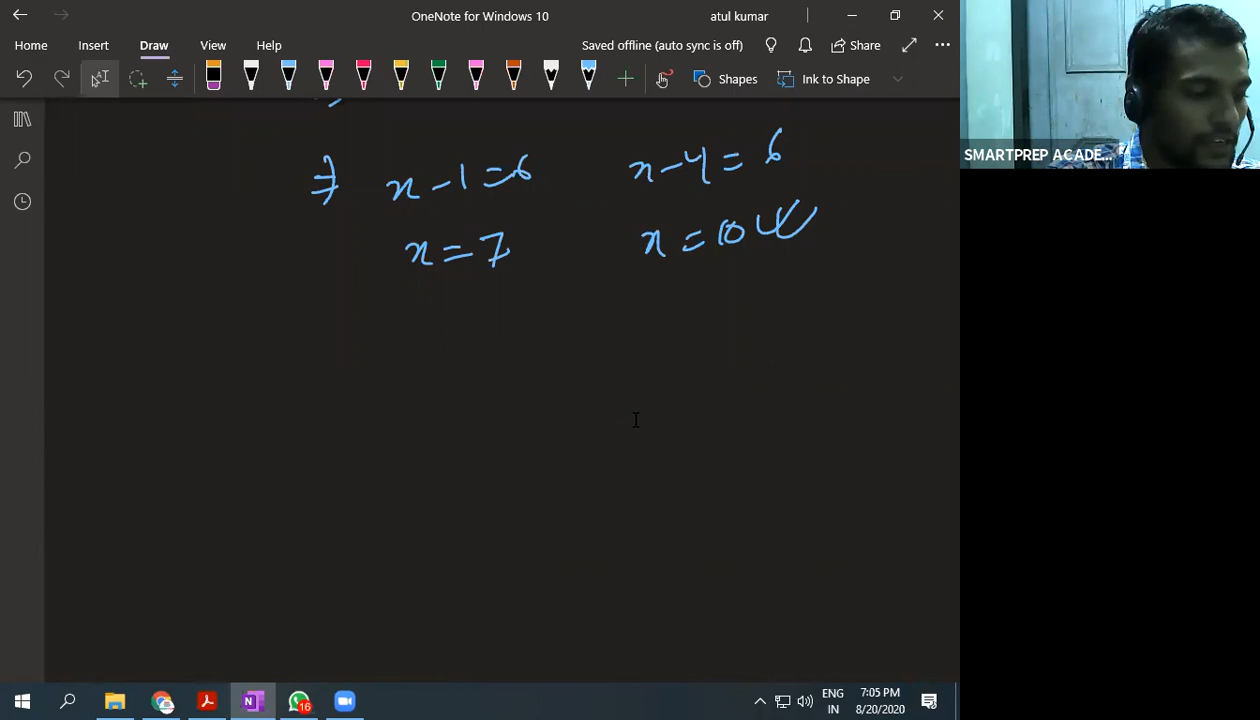 OneNote for Windows 10
atul kumar
Home Insert Draw View Help
Saved offline (auto sync is off)
Share
Shapes
Ink to Shape
SMARTPREP ACADE...
⇒ x - 1 = 6
x - 4 = 6
x = 7
x = 10
16
ENG
IN
7:05 PM
8/20/2020